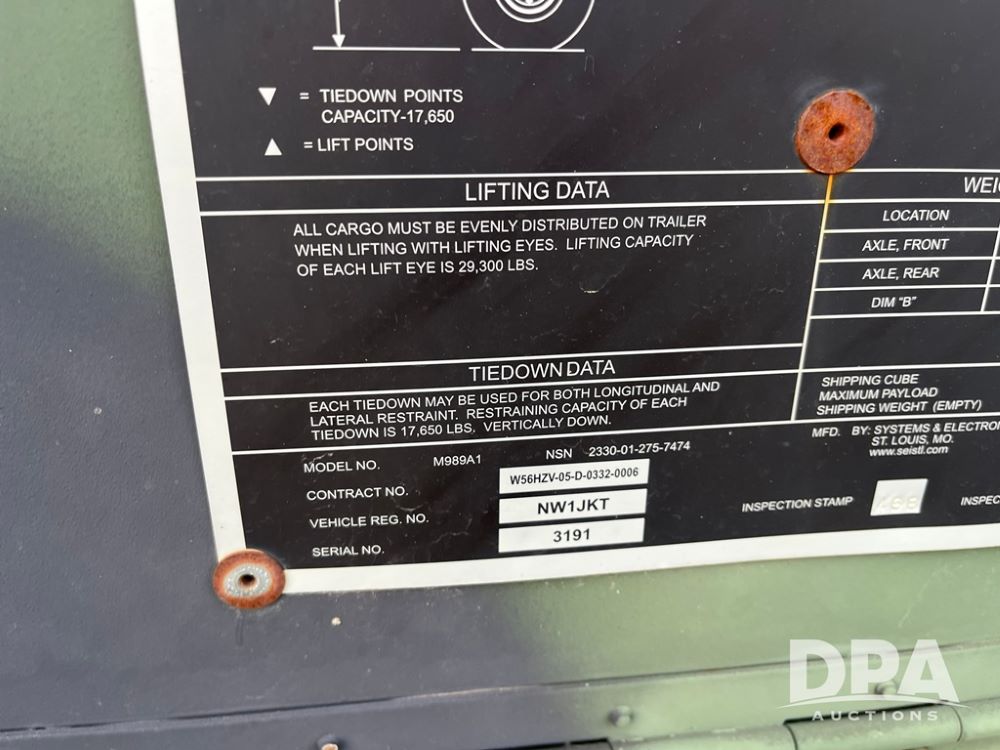 ▼ = TIEDOWN POINTS
CAPACITY-17,650
▲ = LIFT POINTS
LIFTING DATA
ALL CARGO MUST BE EVENLY DISTRIBUTED ON TRAILER
WHEN LIFTING WITH LIFTING EYES. LIFTING CAPACITY
OF EACH LIFT EYE IS 29,300 LBS.
WEI
LOCATION
AXLE, FRONT
AXLE, REAR
DIM "B"
TIEDOWN DATA
EACH TIEDOWN MAY BE USED FOR BOTH LONGITUDINAL AND
LATERAL RESTRAINT. RESTRAINING CAPACITY OF EACH
TIEDOWN IS 17,650 LBS. VERTICALLY DOWN.
SHIPPING CUBE
MAXIMUM PAYLOAD
SHIPPING WEIGHT (EMPTY)
MODEL NO. M989A1 NSN 2330-01-275-7474
CONTRACT NO. W56HZV-05-D-0332-0006
VEHICLE REG. NO. NW1JKT
SERIAL NO. 3191
MFD. BY: SYSTEMS & ELECTRON
ST. LOUIS, MO.
www.seistl.com
INSPECTION STAMP
INSPEC
DPA
AUCTIONS